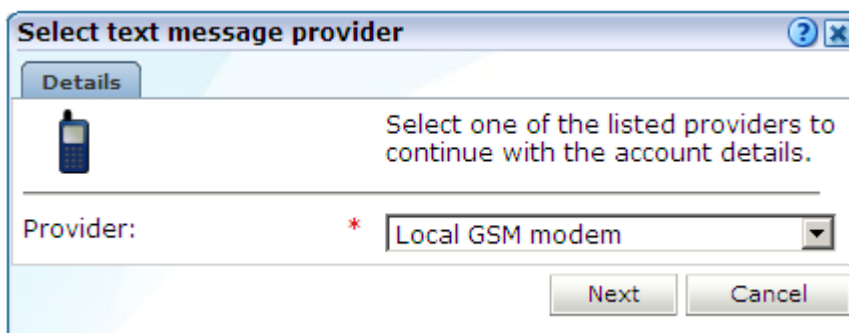 Select text message provider
Details
Select one of the listed providers to
continue with the account details.
Provider: * Local GSM modem
Next Cancel